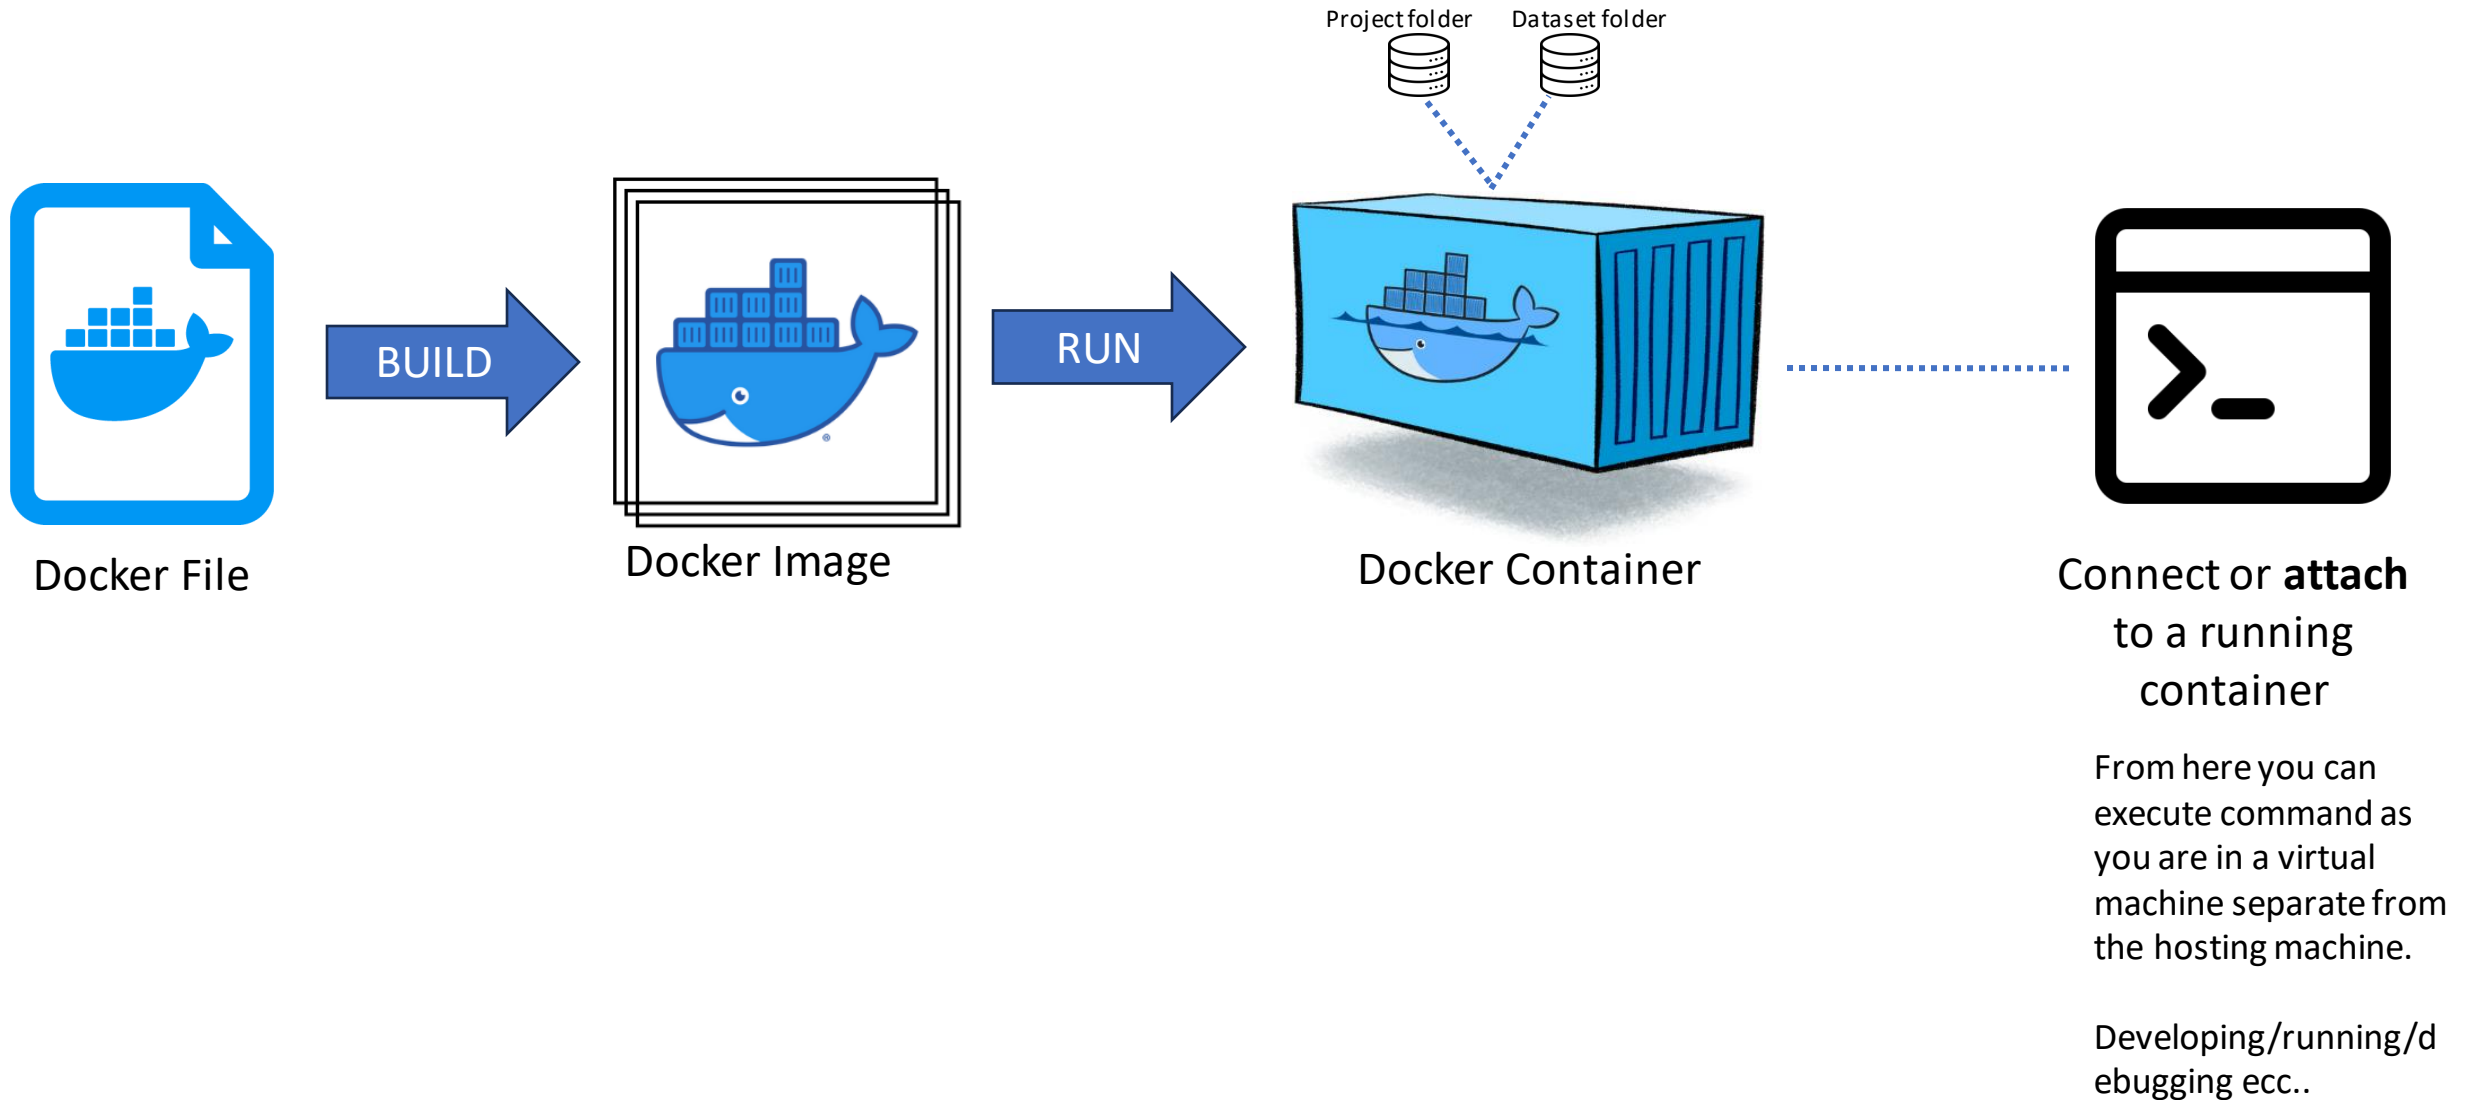 Project folder
Dataset folder
BUILD
RUN
Docker File
Docker Image
Docker Container
Connect or attach
to a running
container
From here you can
execute command as
you are in a virtual
machine separate from
the hosting machine.
Developing/running/d
ebugging ecc..